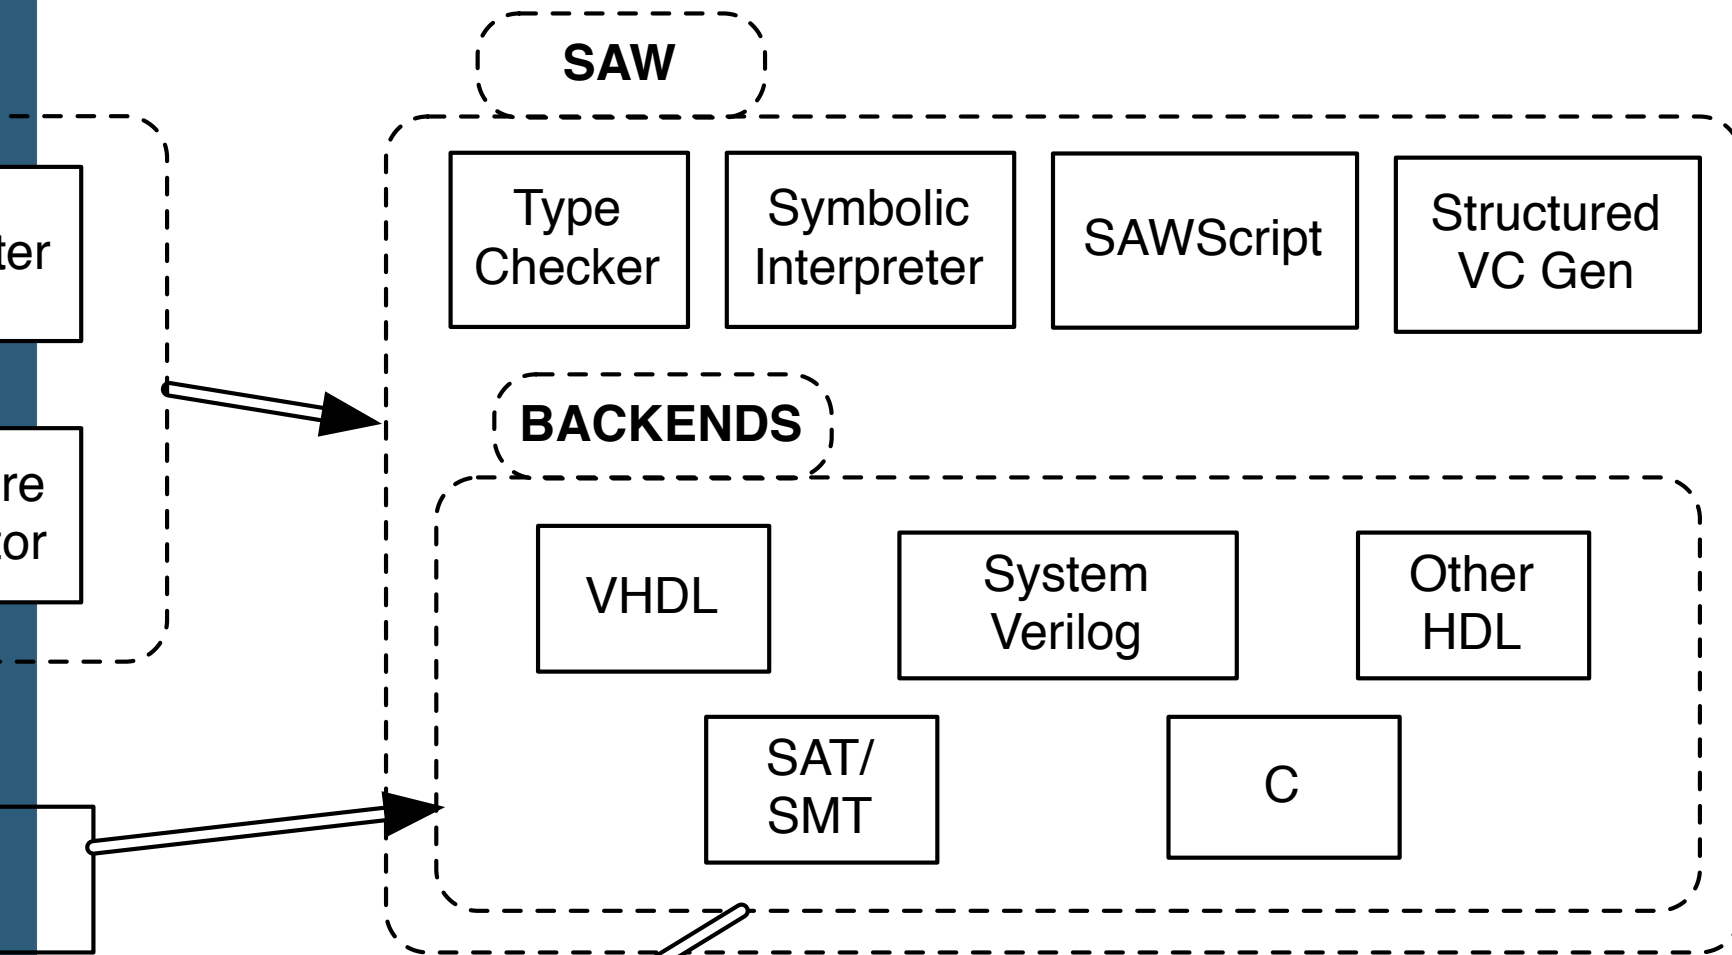 SAW
Type
Checker
Symbolic
Interpreter
SAWScript
Structured
VC Gen
BACKENDS
VHDL
System
Verilog
Other
HDL
SAT/
SMT
C